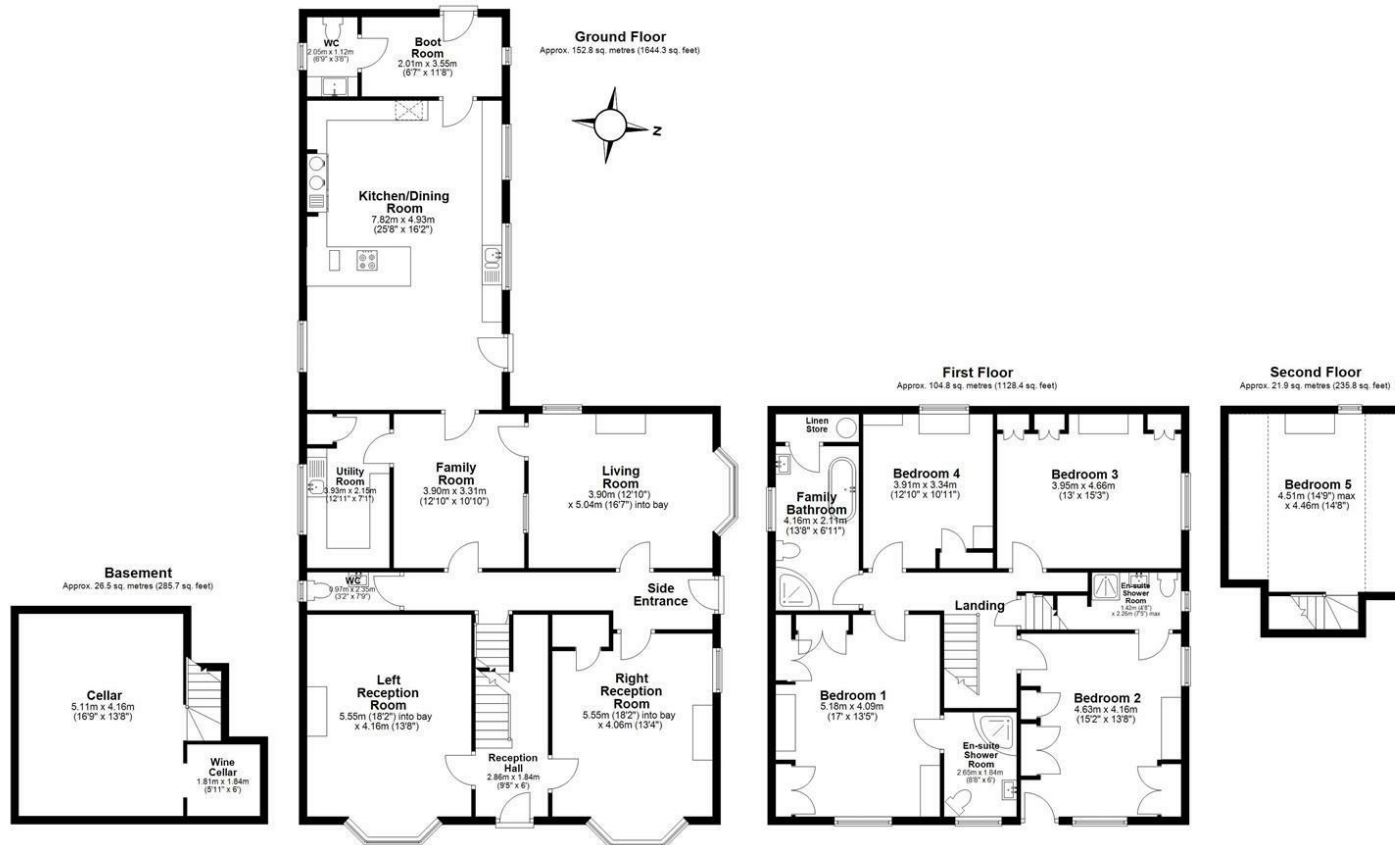 Ground Floor
Approx. 152.8 sq. metres (1644.3 sq. feet)
WC
2.05m x 1.12m
(6'9" x 3'8")
Boot
Room
2.01m x 3.55m
(6'7" x 11'8")
N
Kitchen/Dining
Room
7.82m x 4.93m
(25'8" x 16'2")
Utility
Room
3.93m x 2.15m
(12'11" x 7'1")
Family
Room
3.90m x 3.31m
(12'10" x 10'10")
Living
Room
3.90m (12'10")
x 5.04m (16'7") into bay
WC
0.97m x 2.35m
(3'2" x 7'9")
Side
Entrance
Left
Reception
Room
5.55m (18'2") into bay
x 4.16m (13'8")
Reception
Hall
2.86m x 1.84m
(9'5" x 6')
Right
Reception
Room
5.55m (18'2") into bay
x 4.06m (13'4")
Basement
Approx. 26.5 sq. metres (285.7 sq. feet)
Cellar
5.11m x 4.16m
(16'9" x 13'8")
Wine
Cellar
1.81m x 1.84m
(5'11" x 6')
First Floor
Approx. 104.8 sq. metres (1128.4 sq. feet)
Linen
Store
Family
Bathroom
4.16m x 2.11m
(13'8" x 6'11")
Bedroom 4
3.91m x 3.34m
(12'10" x 10'11")
Bedroom 3
3.95m x 4.66m
(13' x 15'3")
Landing
En-suite
Shower
Room
1.42m (4'8")
x 2.26m (7'5") max
Bedroom 1
5.18m x 4.09m
(17' x 13'5")
En-suite
Shower
Room
2.65m x 1.84m
(8'8" x 6')
Bedroom 2
4.63m x 4.16m
(15'2" x 13'8")
Second Floor
Approx. 21.9 sq. metres (235.8 sq. feet)
Bedroom 5
4.51m (14'9") max
x 4.46m (14'8")